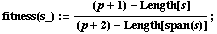 fitness(s_) := ((p + 1) − Length[s]) / ((p + 2) − Length[span(s)]) ;